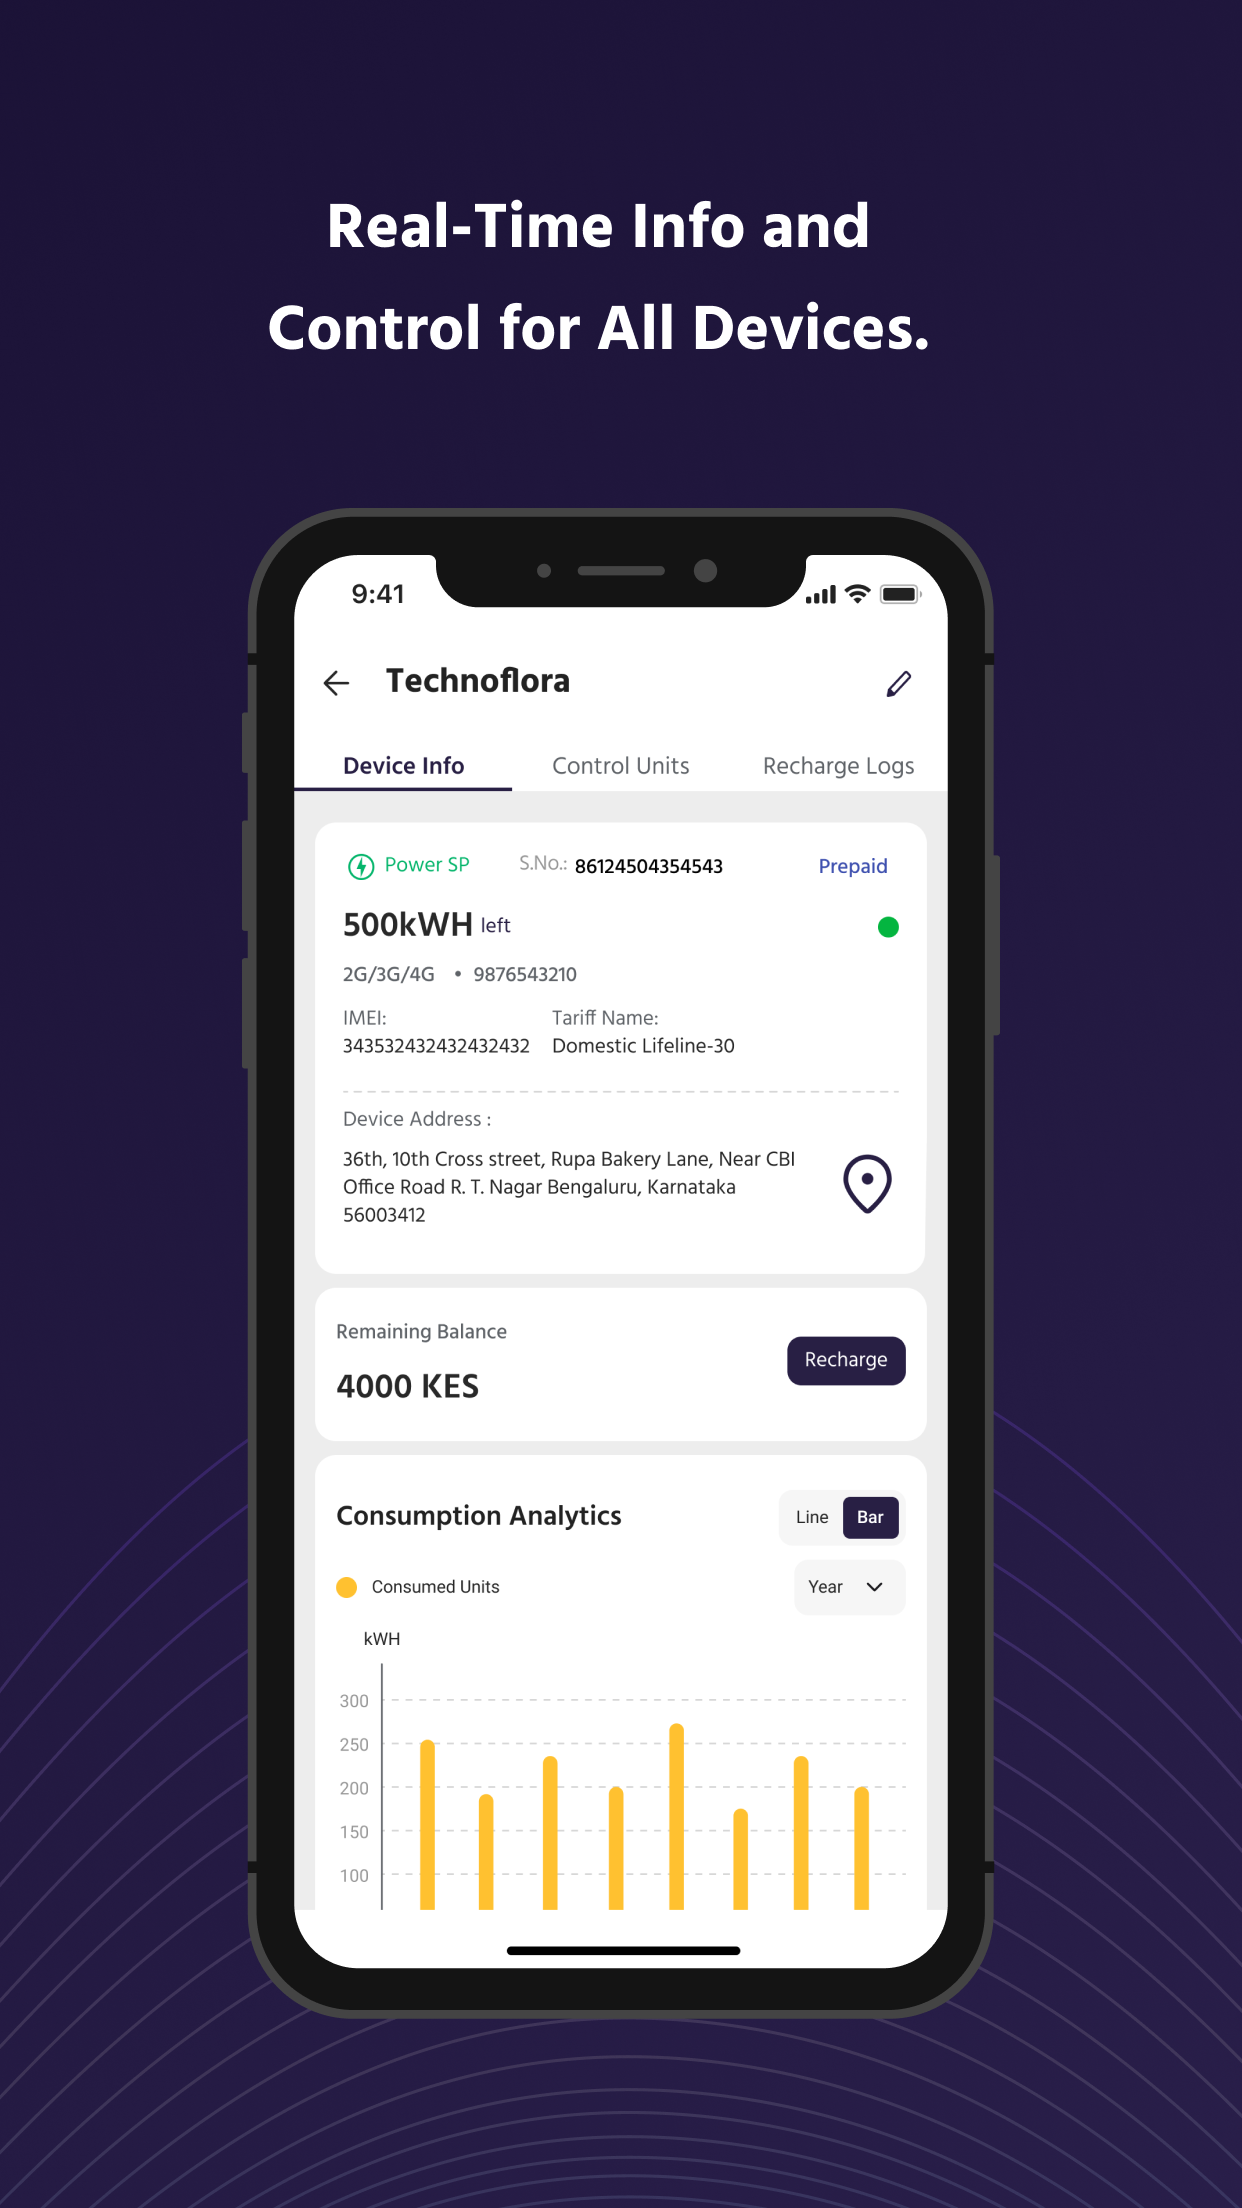 Real-Time Info and
Control for All Devices.
9:41
Technoflora
Device Info Control Units Recharge Logs
Power SP S.No.: 86124504354543 Prepaid
500kWH left
2G/3G/4G • 9876543210
IMEI: Tariff Name:
343532432432432432 Domestic Lifeline-30
Device Address :
36th, 10th Cross street, Rupa Bakery Lane, Near CBI
Office Road R. T. Nagar Bengaluru, Karnataka
56003412
Remaining Balance
4000 KES
Recharge
Consumption Analytics
Line Bar
Consumed Units
Year
kWH
300
250
200
150
100